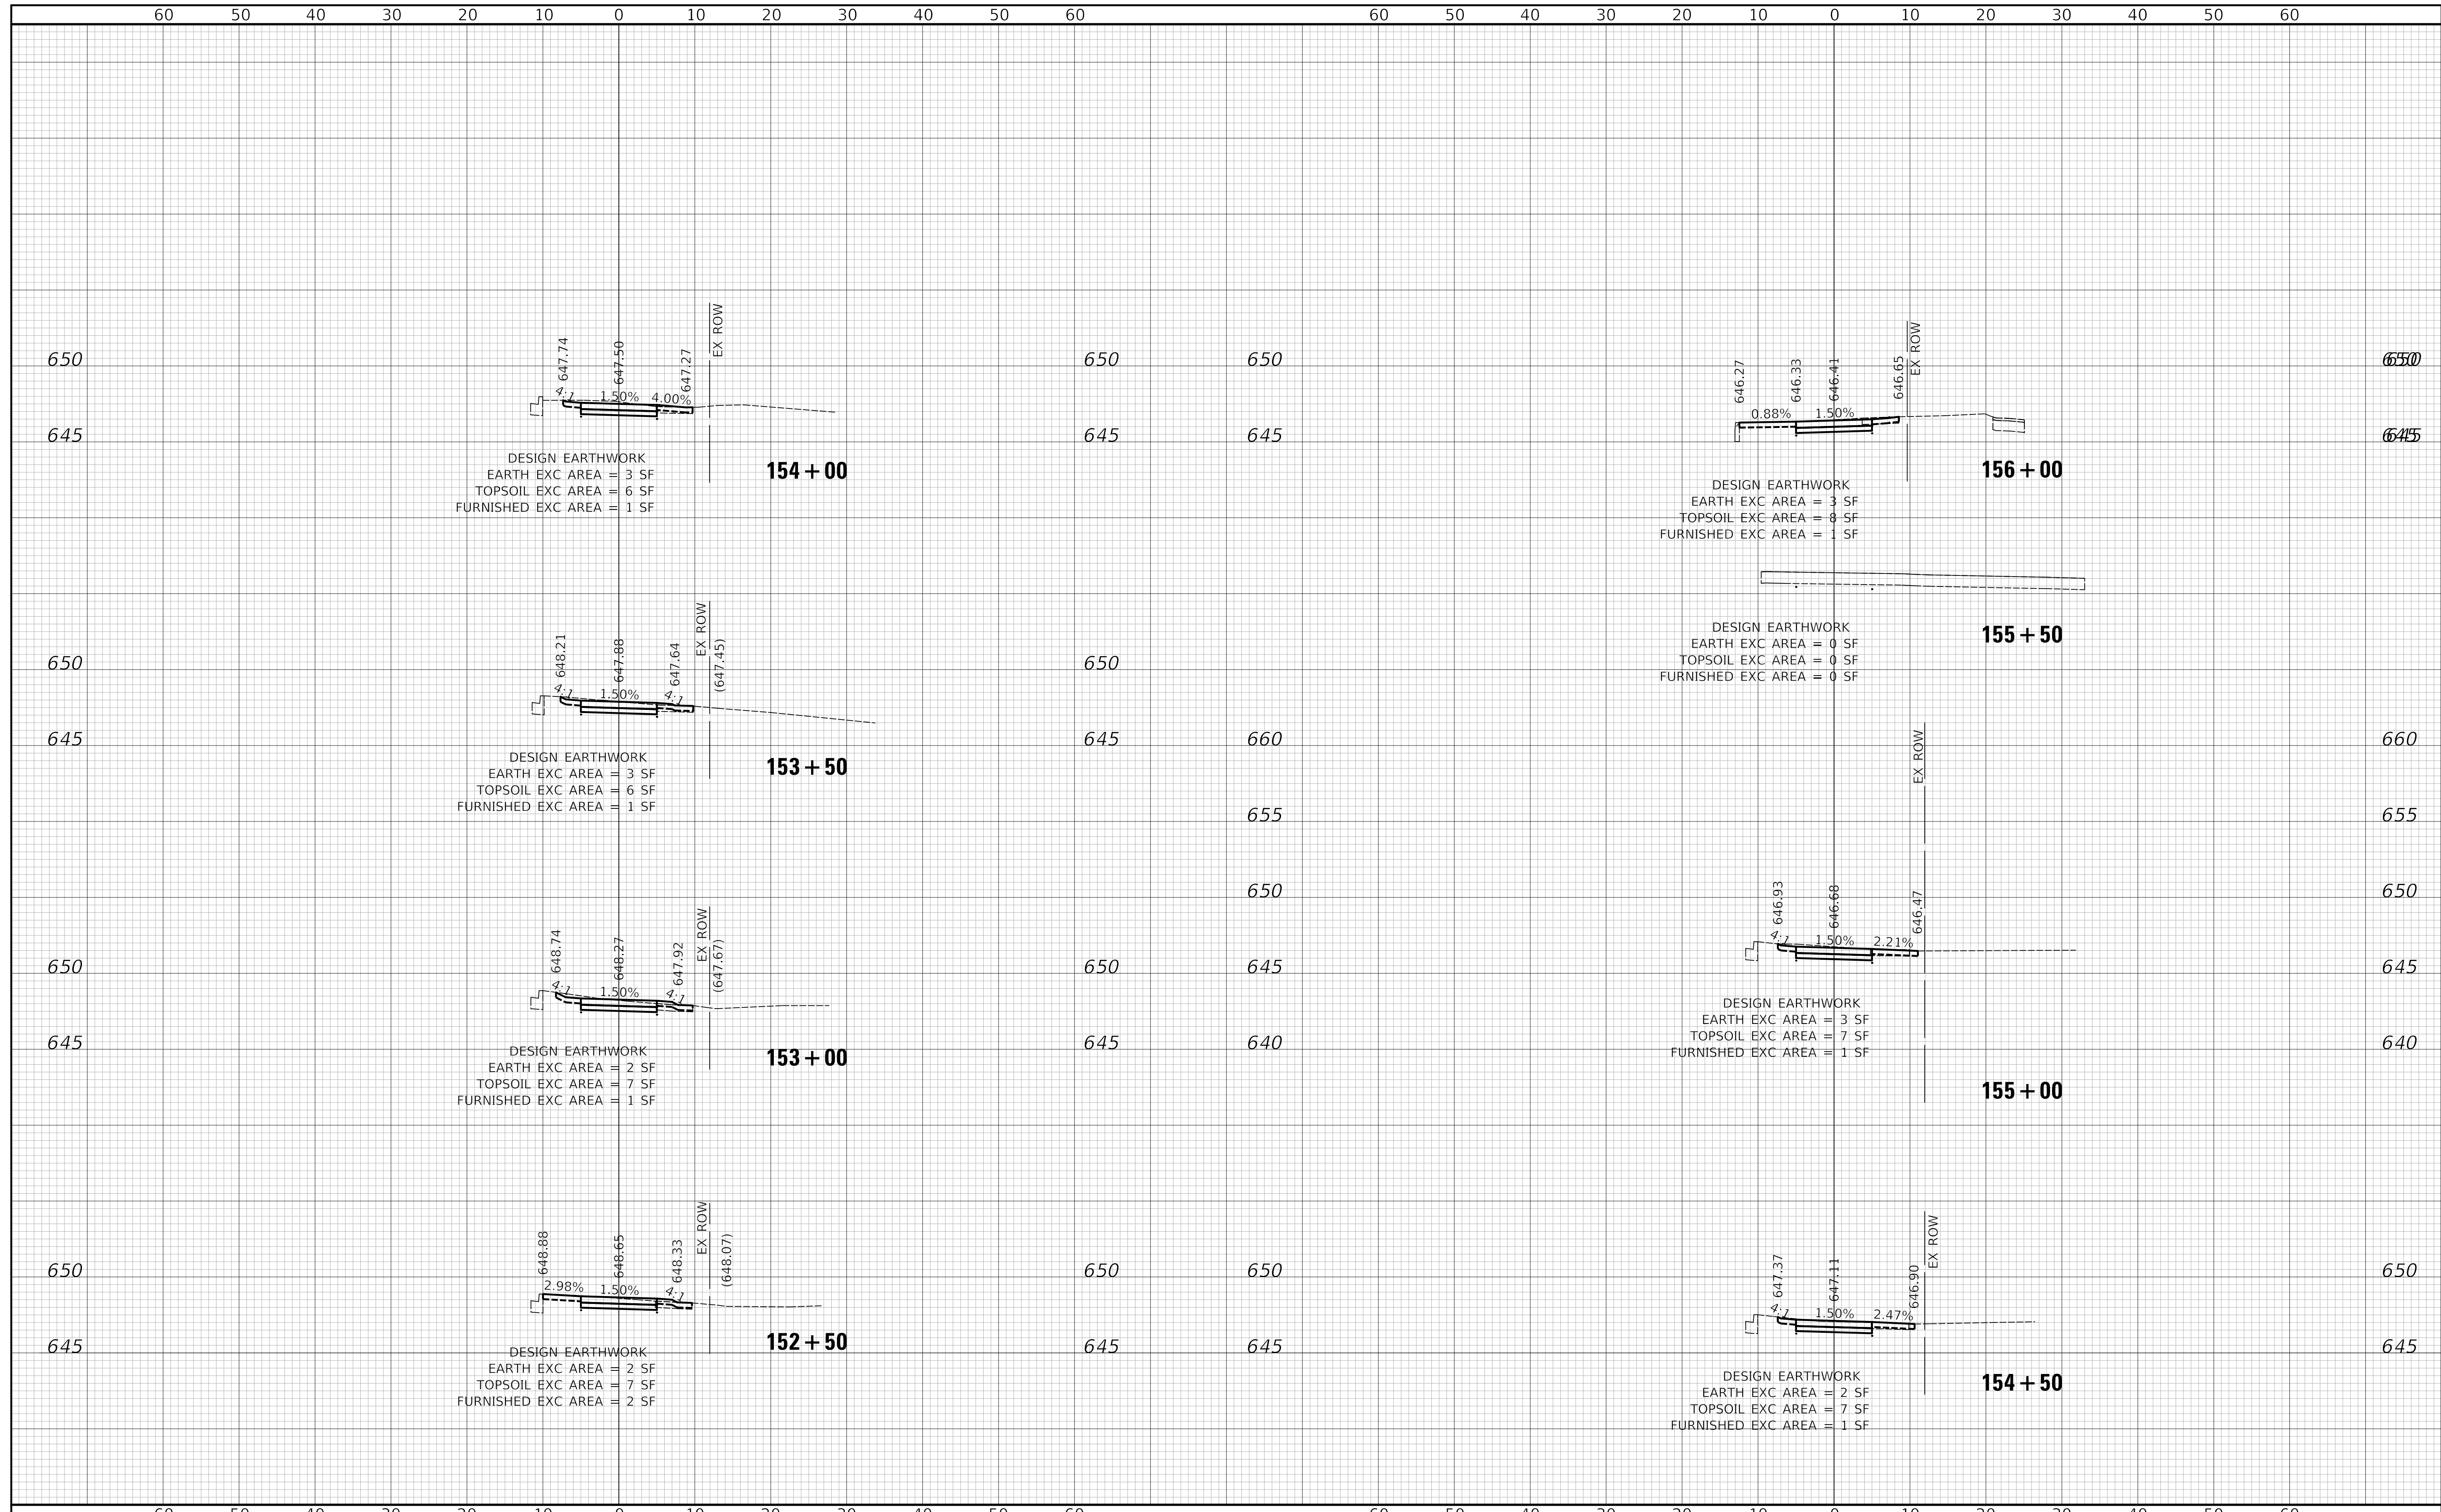 60 50 40 30 20 10 0 10 20 30 40 50 60 60 50 40 30 20 10 0 10 20 30 40 50 60
650 650
645 645
647.74
647.50
647.27
EX ROW
4:1 1.50% 4.00%
DESIGN EARTHWORK
EARTH EXC AREA = 3 SF
TOPSOIL EXC AREA = 6 SF
FURNISHED EXC AREA = 1 SF
154+00
650 650
645 645
648.21
647.88
647.64
EX ROW
(647.45)
4:1 1.50% 4:1
DESIGN EARTHWORK
EARTH EXC AREA = 3 SF
TOPSOIL EXC AREA = 6 SF
FURNISHED EXC AREA = 1 SF
153+50
650 650
645 645
648.74
648.27
647.92
EX ROW
(647.67)
4:1 1.50% 4:1
DESIGN EARTHWORK
EARTH EXC AREA = 2 SF
TOPSOIL EXC AREA = 7 SF
FURNISHED EXC AREA = 1 SF
153+00
650 650
645 645
648.88
648.65
648.33
EX ROW
(648.07)
2.98% 1.50% 4:1
DESIGN EARTHWORK
EARTH EXC AREA = 2 SF
TOPSOIL EXC AREA = 7 SF
FURNISHED EXC AREA = 2 SF
152+50
650 650
645 645
646.27
646.33
646.41
646.65
EX ROW
0.88% 1.50%
DESIGN EARTHWORK
EARTH EXC AREA = 3 SF
TOPSOIL EXC AREA = 8 SF
FURNISHED EXC AREA = 1 SF
156+00
DESIGN EARTHWORK
EARTH EXC AREA = 0 SF
TOPSOIL EXC AREA = 0 SF
FURNISHED EXC AREA = 0 SF
155+50
660 660
655 655
650 650
645 645
640 640
646.93
646.68
646.47
EX ROW
4:1 1.50% 2.21%
DESIGN EARTHWORK
EARTH EXC AREA = 3 SF
TOPSOIL EXC AREA = 7 SF
FURNISHED EXC AREA = 1 SF
155+00
650 650
645 645
647.37
647.11
646.90
EX ROW
4:1 1.50% 2.47%
DESIGN EARTHWORK
EARTH EXC AREA = 2 SF
TOPSOIL EXC AREA = 7 SF
FURNISHED EXC AREA = 1 SF
154+50